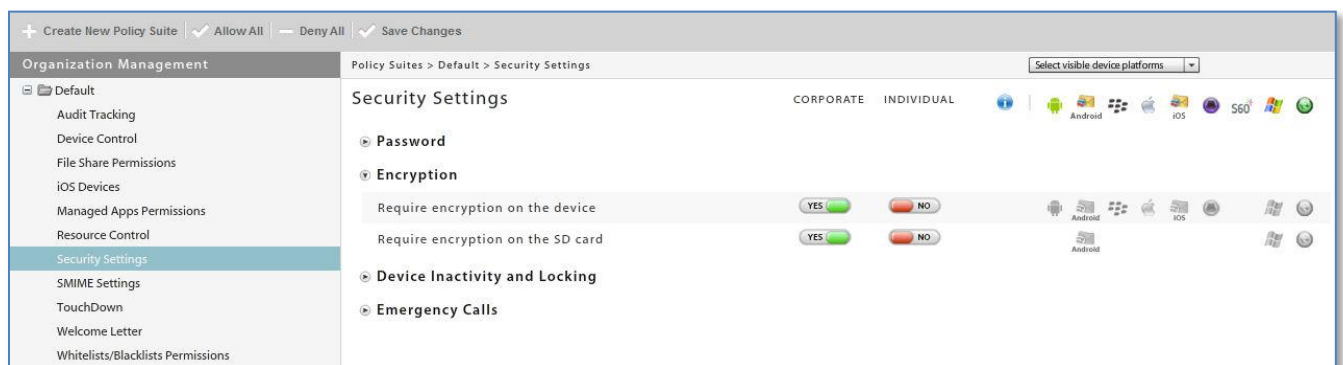 Create New Policy Suite Allow All Deny All Save Changes
Organization Management
Policy Suites > Default > Security Settings
Select visible device platforms
Default
Audit Tracking
Device Control
File Share Permissions
iOS Devices
Managed Apps Permissions
Resource Control
Security Settings
SMIME Settings
TouchDown
Welcome Letter
Whitelists/Blacklists Permissions
Security Settings CORPORATE INDIVIDUAL
Android iOS S60
Password
Encryption
Require encryption on the device YES NO
Android iOS
Require encryption on the SD card YES NO
Android
Device Inactivity and Locking
Emergency Calls